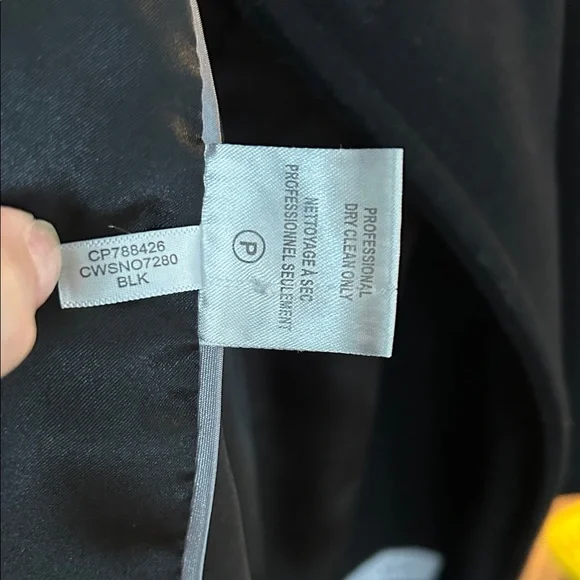 CP788426
CWSNO7280
BLK
PROFESSIONAL
DRY CLEAN ONLY
NETTOYAGE À SEC
PROFESSIONNEL SEULEMENT
P